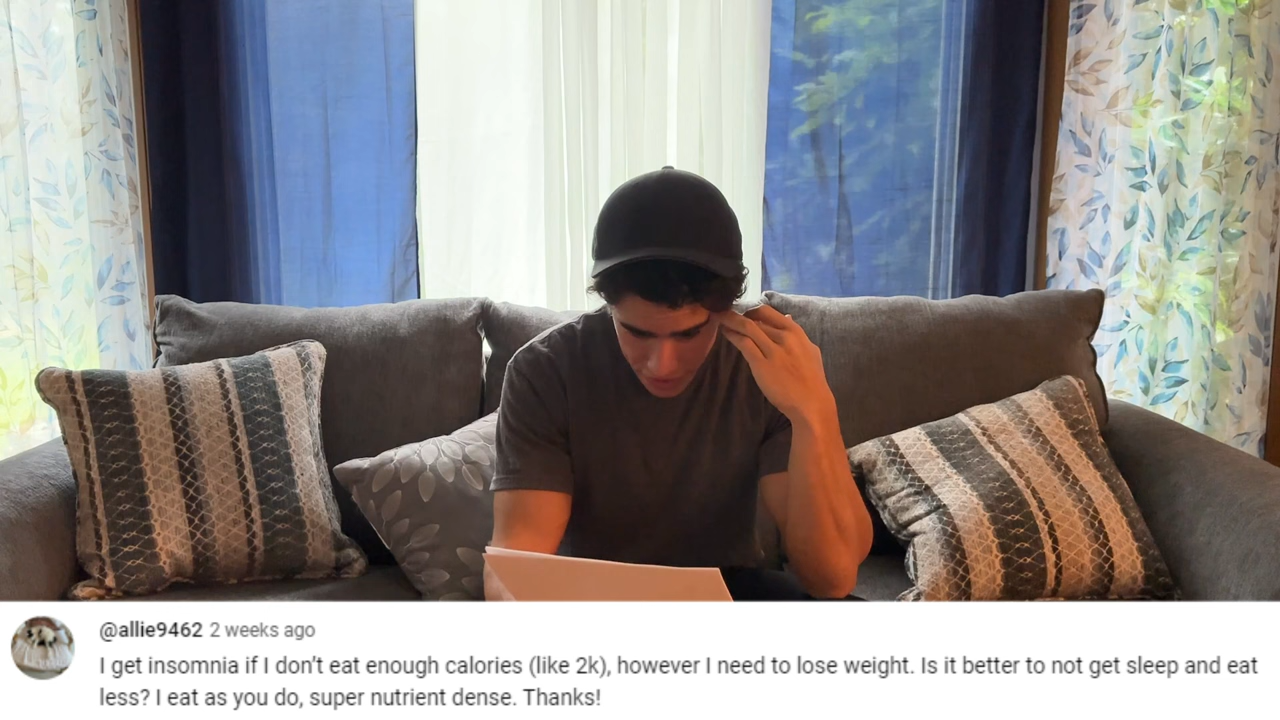 @allie9462 2 weeks ago
I get insomnia if I don't eat enough calories (like 2k), however I need to lose weight. Is it better to not get sleep and eat
less? I eat as you do, super nutrient dense. Thanks!